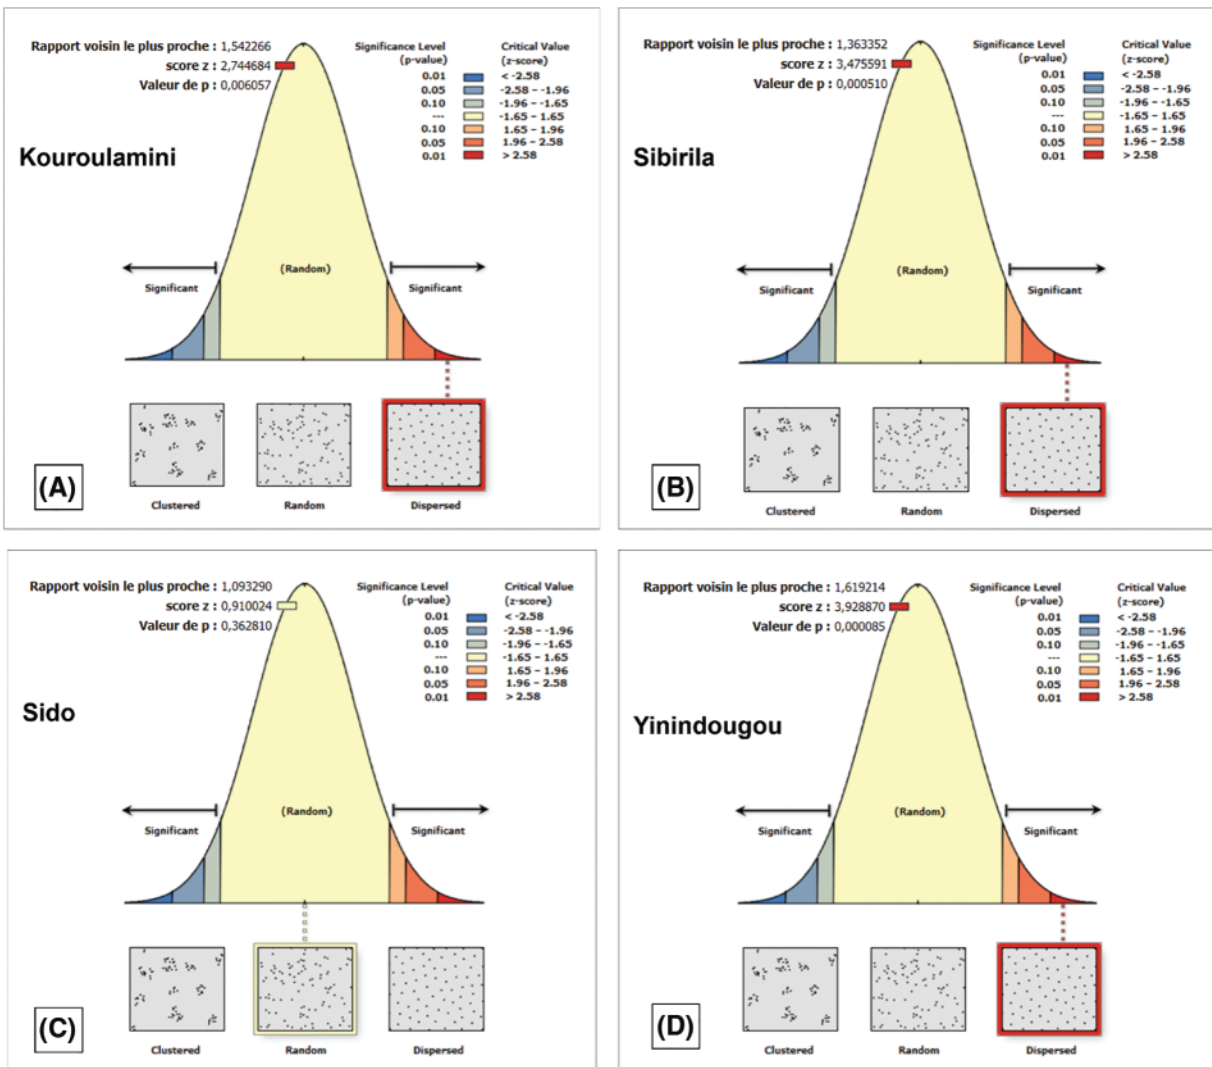 Rapport voisin le plus proche : 1,542266
score z : 2,744684
Valeur de p : 0,006057
Significance Level (p-value) Critical Value (z-score)
0.01 < -2.58
0.05 -2.58 – -1.96
0.10 -1.96 – -1.65
--- -1.65 – 1.65
0.10 1.65 – 1.96
0.05 1.96 – 2.58
0.01 > 2.58
Kouroulamini
(Random)
Significant Significant
(A)
Clustered Random Dispersed
Rapport voisin le plus proche : 1,363352
score z : 3,475591
Valeur de p : 0,000510
Significance Level (p-value) Critical Value (z-score)
0.01 < -2.58
0.05 -2.58 – -1.96
0.10 -1.96 – -1.65
--- -1.65 – 1.65
0.10 1.65 – 1.96
0.05 1.96 – 2.58
0.01 > 2.58
Sibirila
(Random)
Significant Significant
(B)
Clustered Random Dispersed
Rapport voisin le plus proche : 1,093290
score z : 0,910024
Valeur de p : 0,362810
Significance Level (p-value) Critical Value (z-score)
0.01 < -2.58
0.05 -2.58 – -1.96
0.10 -1.96 – -1.65
--- -1.65 – 1.65
0.10 1.65 – 1.96
0.05 1.96 – 2.58
0.01 > 2.58
Sido
(Random)
Significant Significant
(C)
Clustered Random Dispersed
Rapport voisin le plus proche : 1,619214
score z : 3,928870
Valeur de p : 0,000085
Significance Level (p-value) Critical Value (z-score)
0.01 < -2.58
0.05 -2.58 – -1.96
0.10 -1.96 – -1.65
--- -1.65 – 1.65
0.10 1.65 – 1.96
0.05 1.96 – 2.58
0.01 > 2.58
Yinindougou
(Random)
Significant Significant
(D)
Clustered Random Dispersed